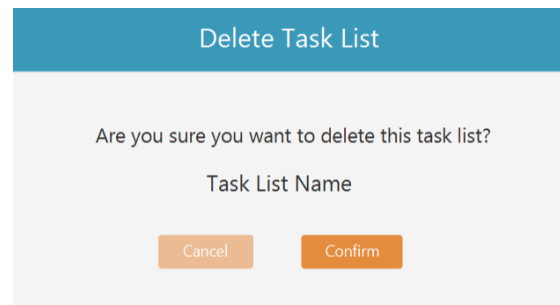 Delete Task List
Are you sure you want to delete this task list?
Task List Name
Cancel Confirm